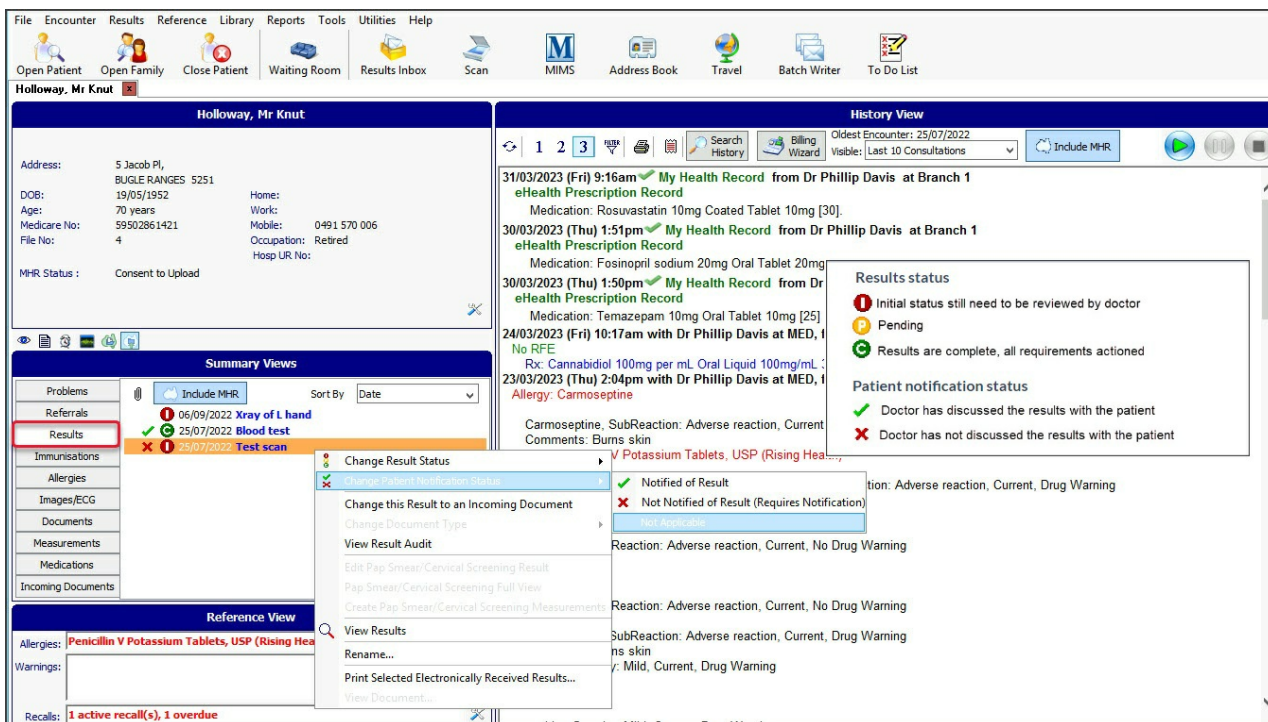 File Encounter Results Reference Library Reports Tools Utilities Help
Open Patient Open Family Close Patient Waiting Room Results Inbox Scan MIMS Address Book Travel Batch Writer To Do List
Holloway, Mr Knut
Holloway, Mr Knut
Address: 5 Jacob Pl,
BUGLE RANGES 5251
DOB: 19/05/1952 Home:
Age: 70 years Work:
Medicare No: 59502861421 Mobile: 0491 570 006
File No: 4 Occupation: Retired
Hosp UR No:
MHR Status : Consent to Upload
Summary Views
Problems
Referrals
Results
Immunisations
Allergies
Images/ECG
Documents
Measurements
Medications
Incoming Documents
Include MHR Sort By Date
06/09/2022 Xray of L hand
25/07/2022 Blood test
25/07/2022 Test scan
Reference View
Allergies: Penicillin V Potassium Tablets, USP (Rising Hea
Warnings:
Recalls: 1 active recall(s), 1 overdue
Change Result Status
Change Patient Notification Status
Change this Result to an Incoming Document
Change Document Type
View Result Audit
Edit Pap Smear/Cervical Screening Result
Pap Smear/Cervical Screening Full View
Create Pap Smear/Cervical Screening Measurements
View Results
Rename...
Print Selected Electronically Received Results...
View Document...
Notified of Result
Not Notified of Result (Requires Notification)
Not Applicable
History View
1 2 3 FILTER Search History Billing Wizard Oldest Encounter: 25/07/2022
Visible: Last 10 Consultations Include MHR
31/03/2023 (Fri) 9:16am My Health Record from Dr Phillip Davis at Branch 1
eHealth Prescription Record
Medication: Rosuvastatin 10mg Coated Tablet 10mg [30].
30/03/2023 (Thu) 1:51pm My Health Record from Dr Phillip Davis at Branch 1
eHealth Prescription Record
Medication: Fosinopril sodium 20mg Oral Tablet 20mg
30/03/2023 (Thu) 1:50pm My Health Record from Dr
eHealth Prescription Record
Medication: Temazepam 10mg Oral Tablet 10mg [25]
24/03/2023 (Fri) 10:17am with Dr Phillip Davis at MED, f
No RFE
Rx: Cannabidiol 100mg per mL Oral Liquid 100mg/mL
23/03/2023 (Thu) 2:04pm with Dr Phillip Davis at MED, f
Allergy: Carmoseptine
Carmoseptine, SubReaction: Adverse reaction, Current
Comments: Burns skin
V Potassium Tablets, USP (Rising Health)
tion: Adverse reaction, Current, Drug Warning
Reaction: Adverse reaction, Current, No Drug Warning
Reaction: Adverse reaction, Current, No Drug Warning
SubReaction: Adverse reaction, Current, Drug Warning
ns skin
y: Mild, Current, Drug Warning
Results status
I Initial status still need to be reviewed by doctor
P Pending
C Results are complete, all requirements actioned
Patient notification status
Doctor has discussed the results with the patient
Doctor has not discussed the results with the patient